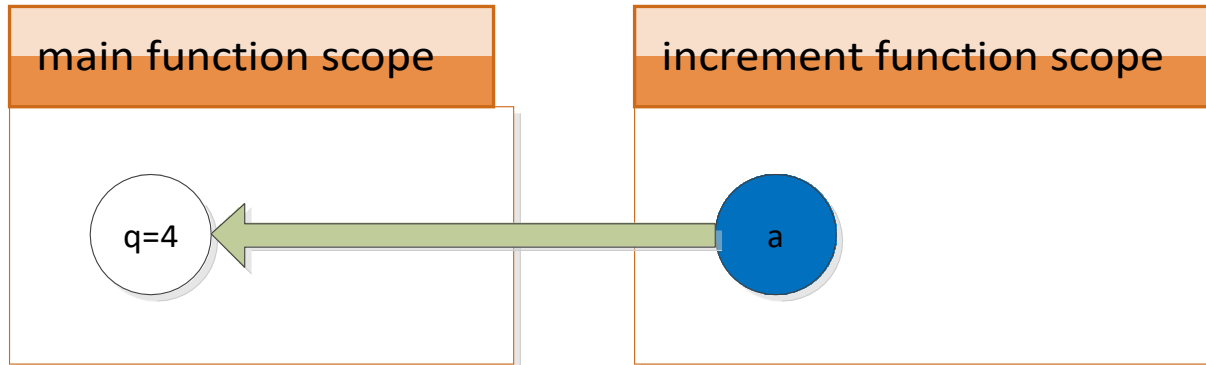 main function scope
increment function scope
q=4
a